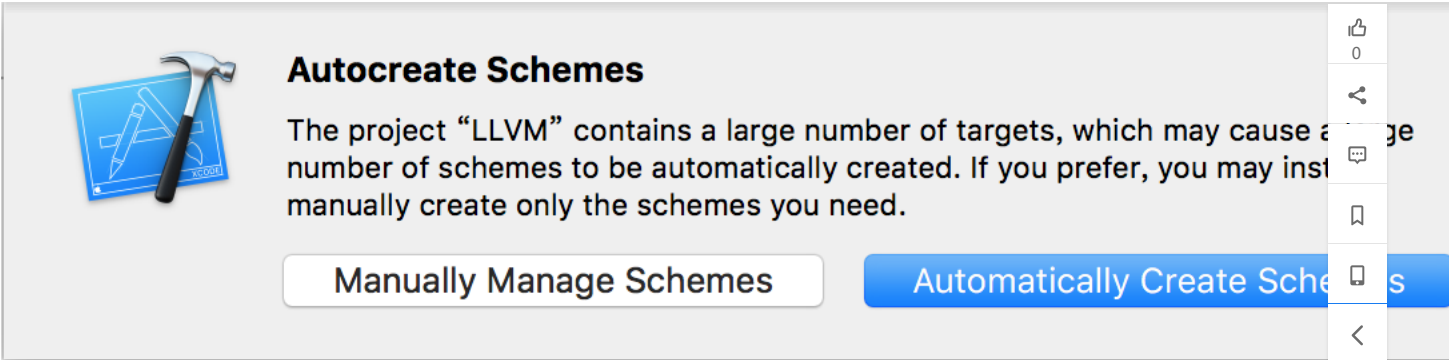 Autocreate Schemes
The project “LLVM” contains a large number of targets, which may cause a
number of schemes to be automatically created. If you prefer, you may
manually create only the schemes you need.
Manually Manage Schemes
Automatically Create
XCODE
0